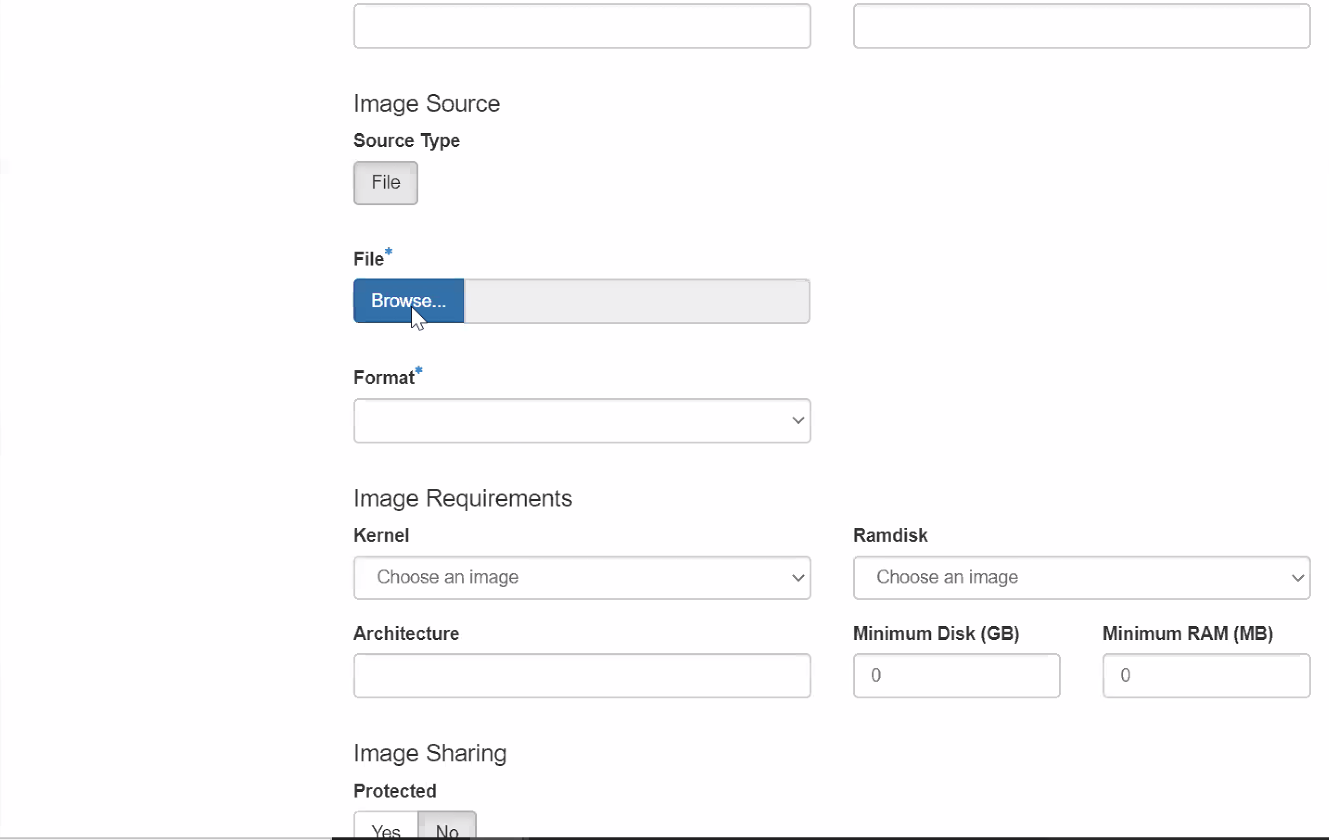 Image Source
Source Type
File
File*
Browse...
Format*
Image Requirements
Kernel
Ramdisk
Choose an image
Choose an image
Architecture
Minimum Disk (GB)
Minimum RAM (MB)
0
0
Image Sharing
Protected
Yes
No